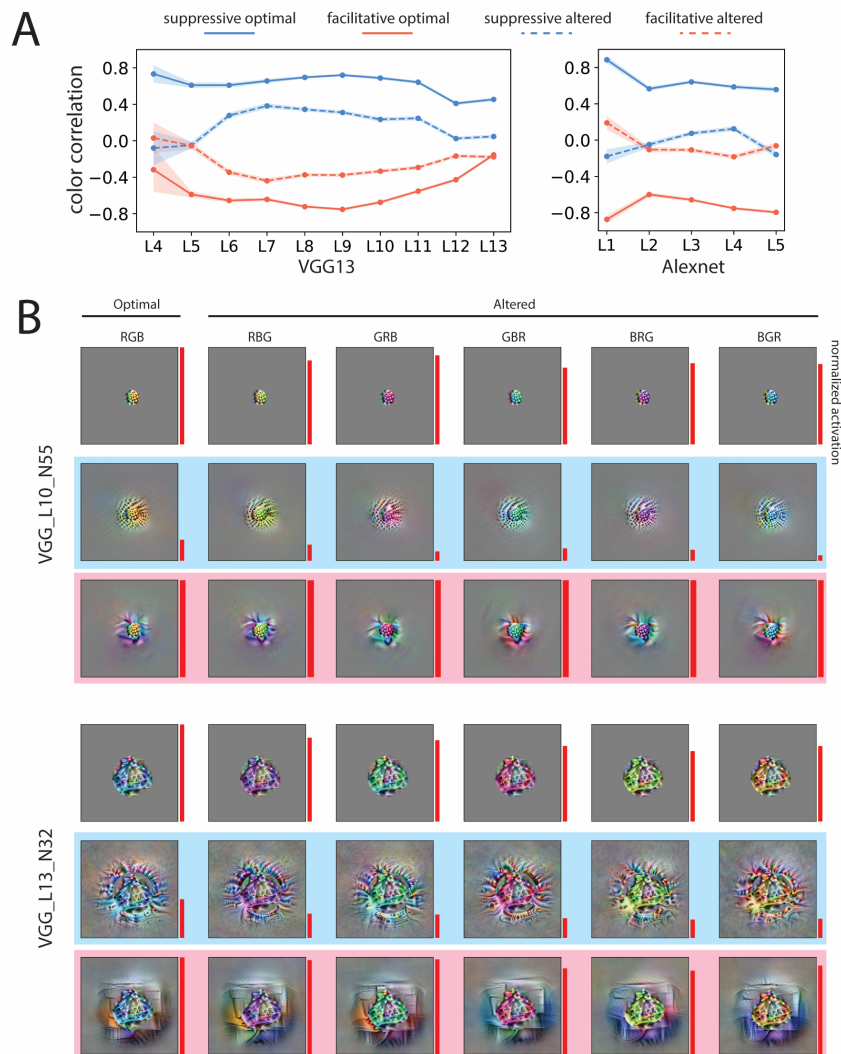 A
suppressive optimal facilitative optimal suppressive altered facilitative altered
color correlation
0.8
0.4
0.0
−0.4
−0.8
L4 L5 L6 L7 L8 L9 L10 L11 L12 L13
VGG13
0.8
0.4
0.0
−0.4
−0.8
L1 L2 L3 L4 L5
Alexnet
B
Optimal Altered
RGB RBG GRB GBR BRG BGR
normalized activation
VGG_L10_N55
VGG_L13_N32